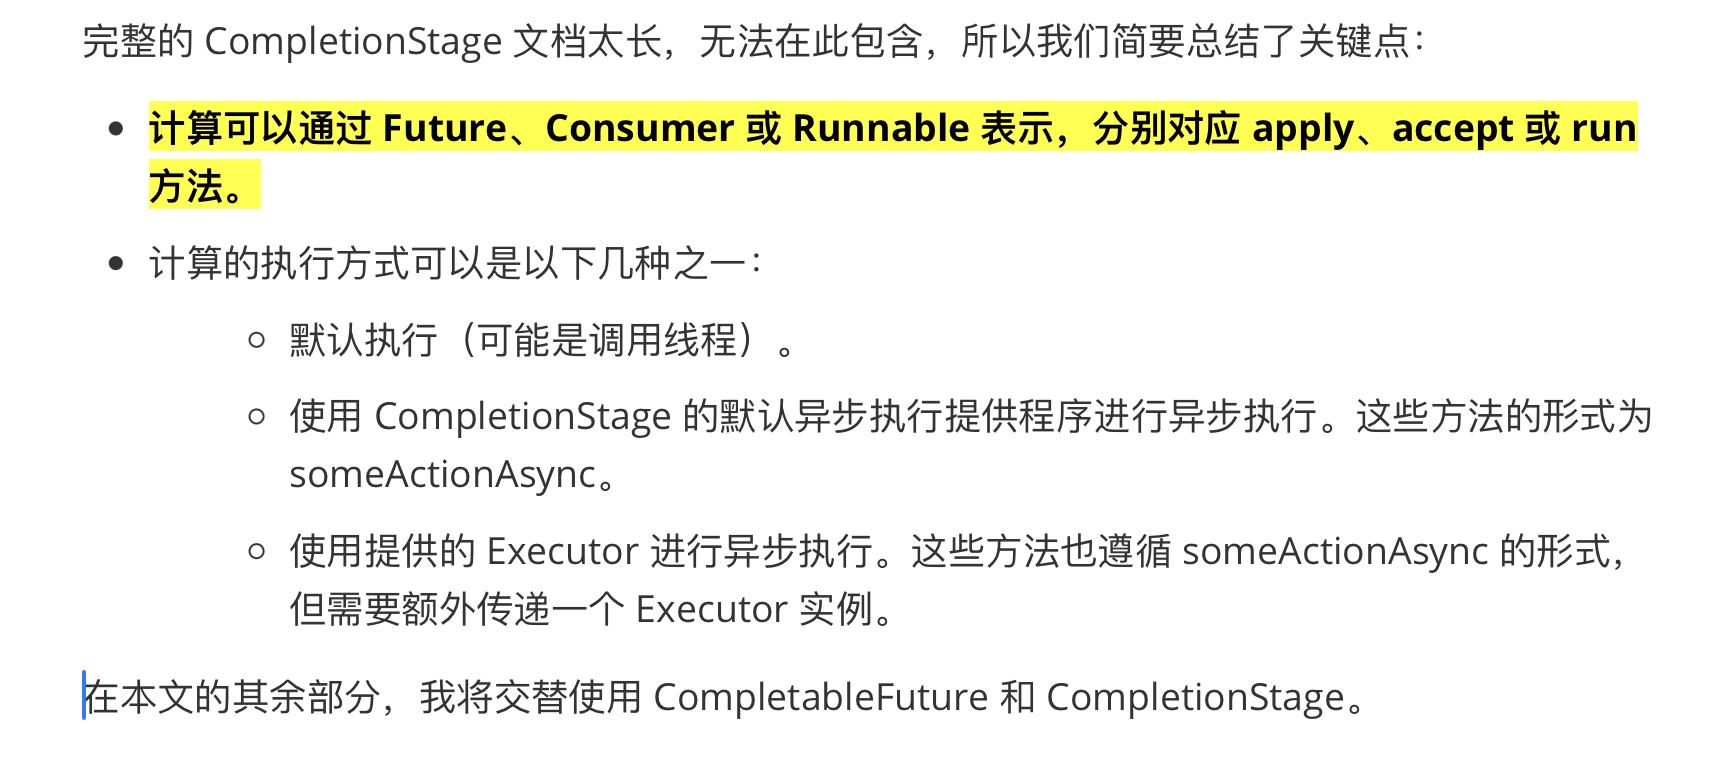 完整的 CompletionStage 文档太长，无法在此包含，所以我们简要总结了关键点：
• 计算可以通过 Future、Consumer 或 Runnable 表示，分别对应 apply、accept 或 run
方法。
• 计算的执行方式可以是以下几种之一：
○ 默认执行（可能是调用线程）。
○ 使用 CompletionStage 的默认异步执行提供程序进行异步执行。这些方法的形式为
someActionAsync。
○ 使用提供的 Executor 进行异步执行。这些方法也遵循 someActionAsync 的形式，
但需要额外传递一个 Executor 实例。
在本文的其余部分，我将交替使用 CompletableFuture 和 CompletionStage。